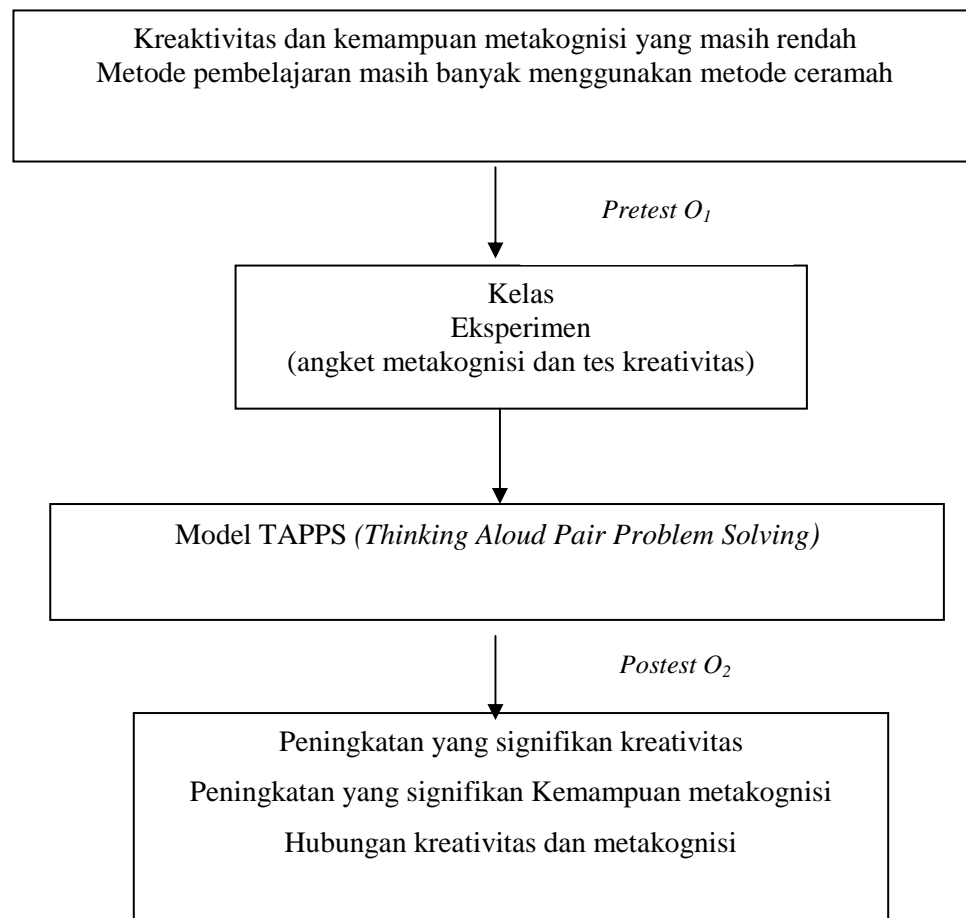 Kreaktivitas dan kemampuan metakognisi yang masih rendah
Metode pembelajaran masih banyak menggunakan metode ceramah
Pretest O1
Kelas
Eksperimen
(angket metakognisi dan tes kreativitas)
Model TAPPS (Thinking Aloud Pair Problem Solving)
Postest O2
Peningkatan yang signifikan kreativitas
Peningkatan yang signifikan Kemampuan metakognisi
Hubungan kreativitas dan metakognisi